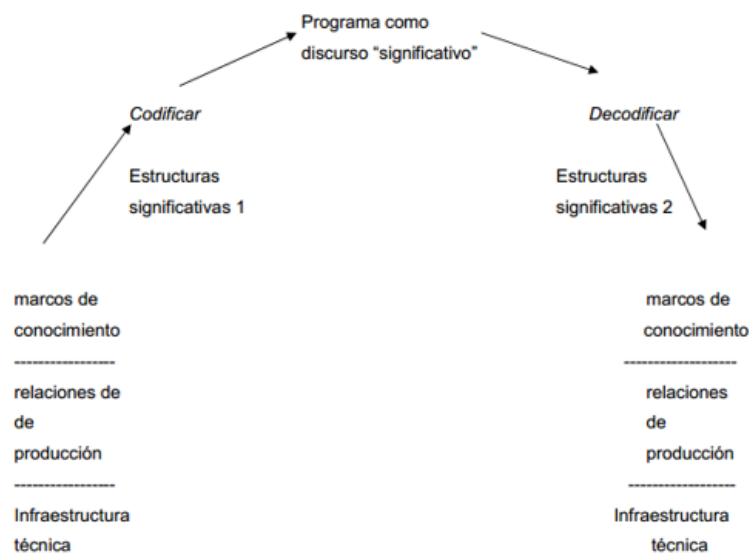 Programa como
discurso “significativo”
Codificar
Decodificar
Estructuras
significativas 1
Estructuras
significativas 2
marcos de
conocimiento
-----------------
relaciones de
de
producción
-----------------
Infraestructura
técnica
marcos de
conocimiento
-------------------
relaciones
de
producción
------------------
Infraestructura
técnica